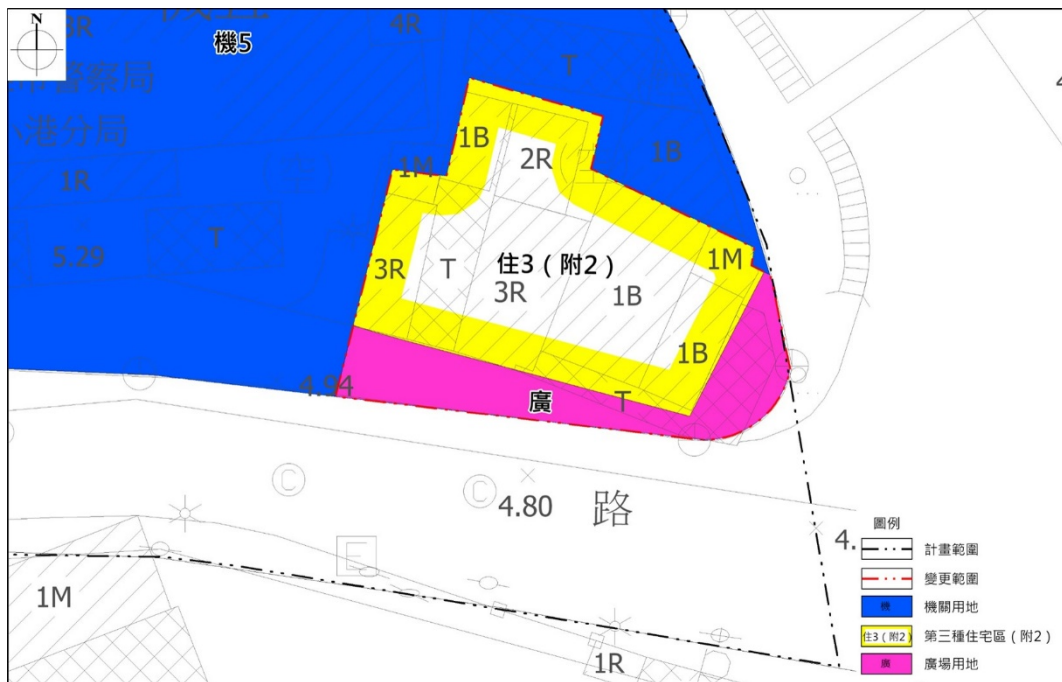 N
3R
4R
機5
T
警察局
1B
1B
2R
港分局
1M
1R
T
5.29
3R
T
住3（附2）
3R
1B
1M
1B
4.94
廣
T
C
C
4.80
路
E
4.
1M
1R
圖例
計畫範圍
變更範圍
機 機關用地
住3（附2） 第三種住宅區（附2）
廣 廣場用地